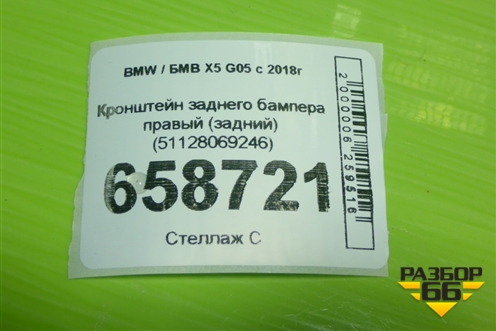 BMW / БМВ X5 G05 с 2018г
Кронштейн заднего бампера
правый (задний)
(51128069246)
658721
Стеллаж С
2000006259516
РАЗБОР
66